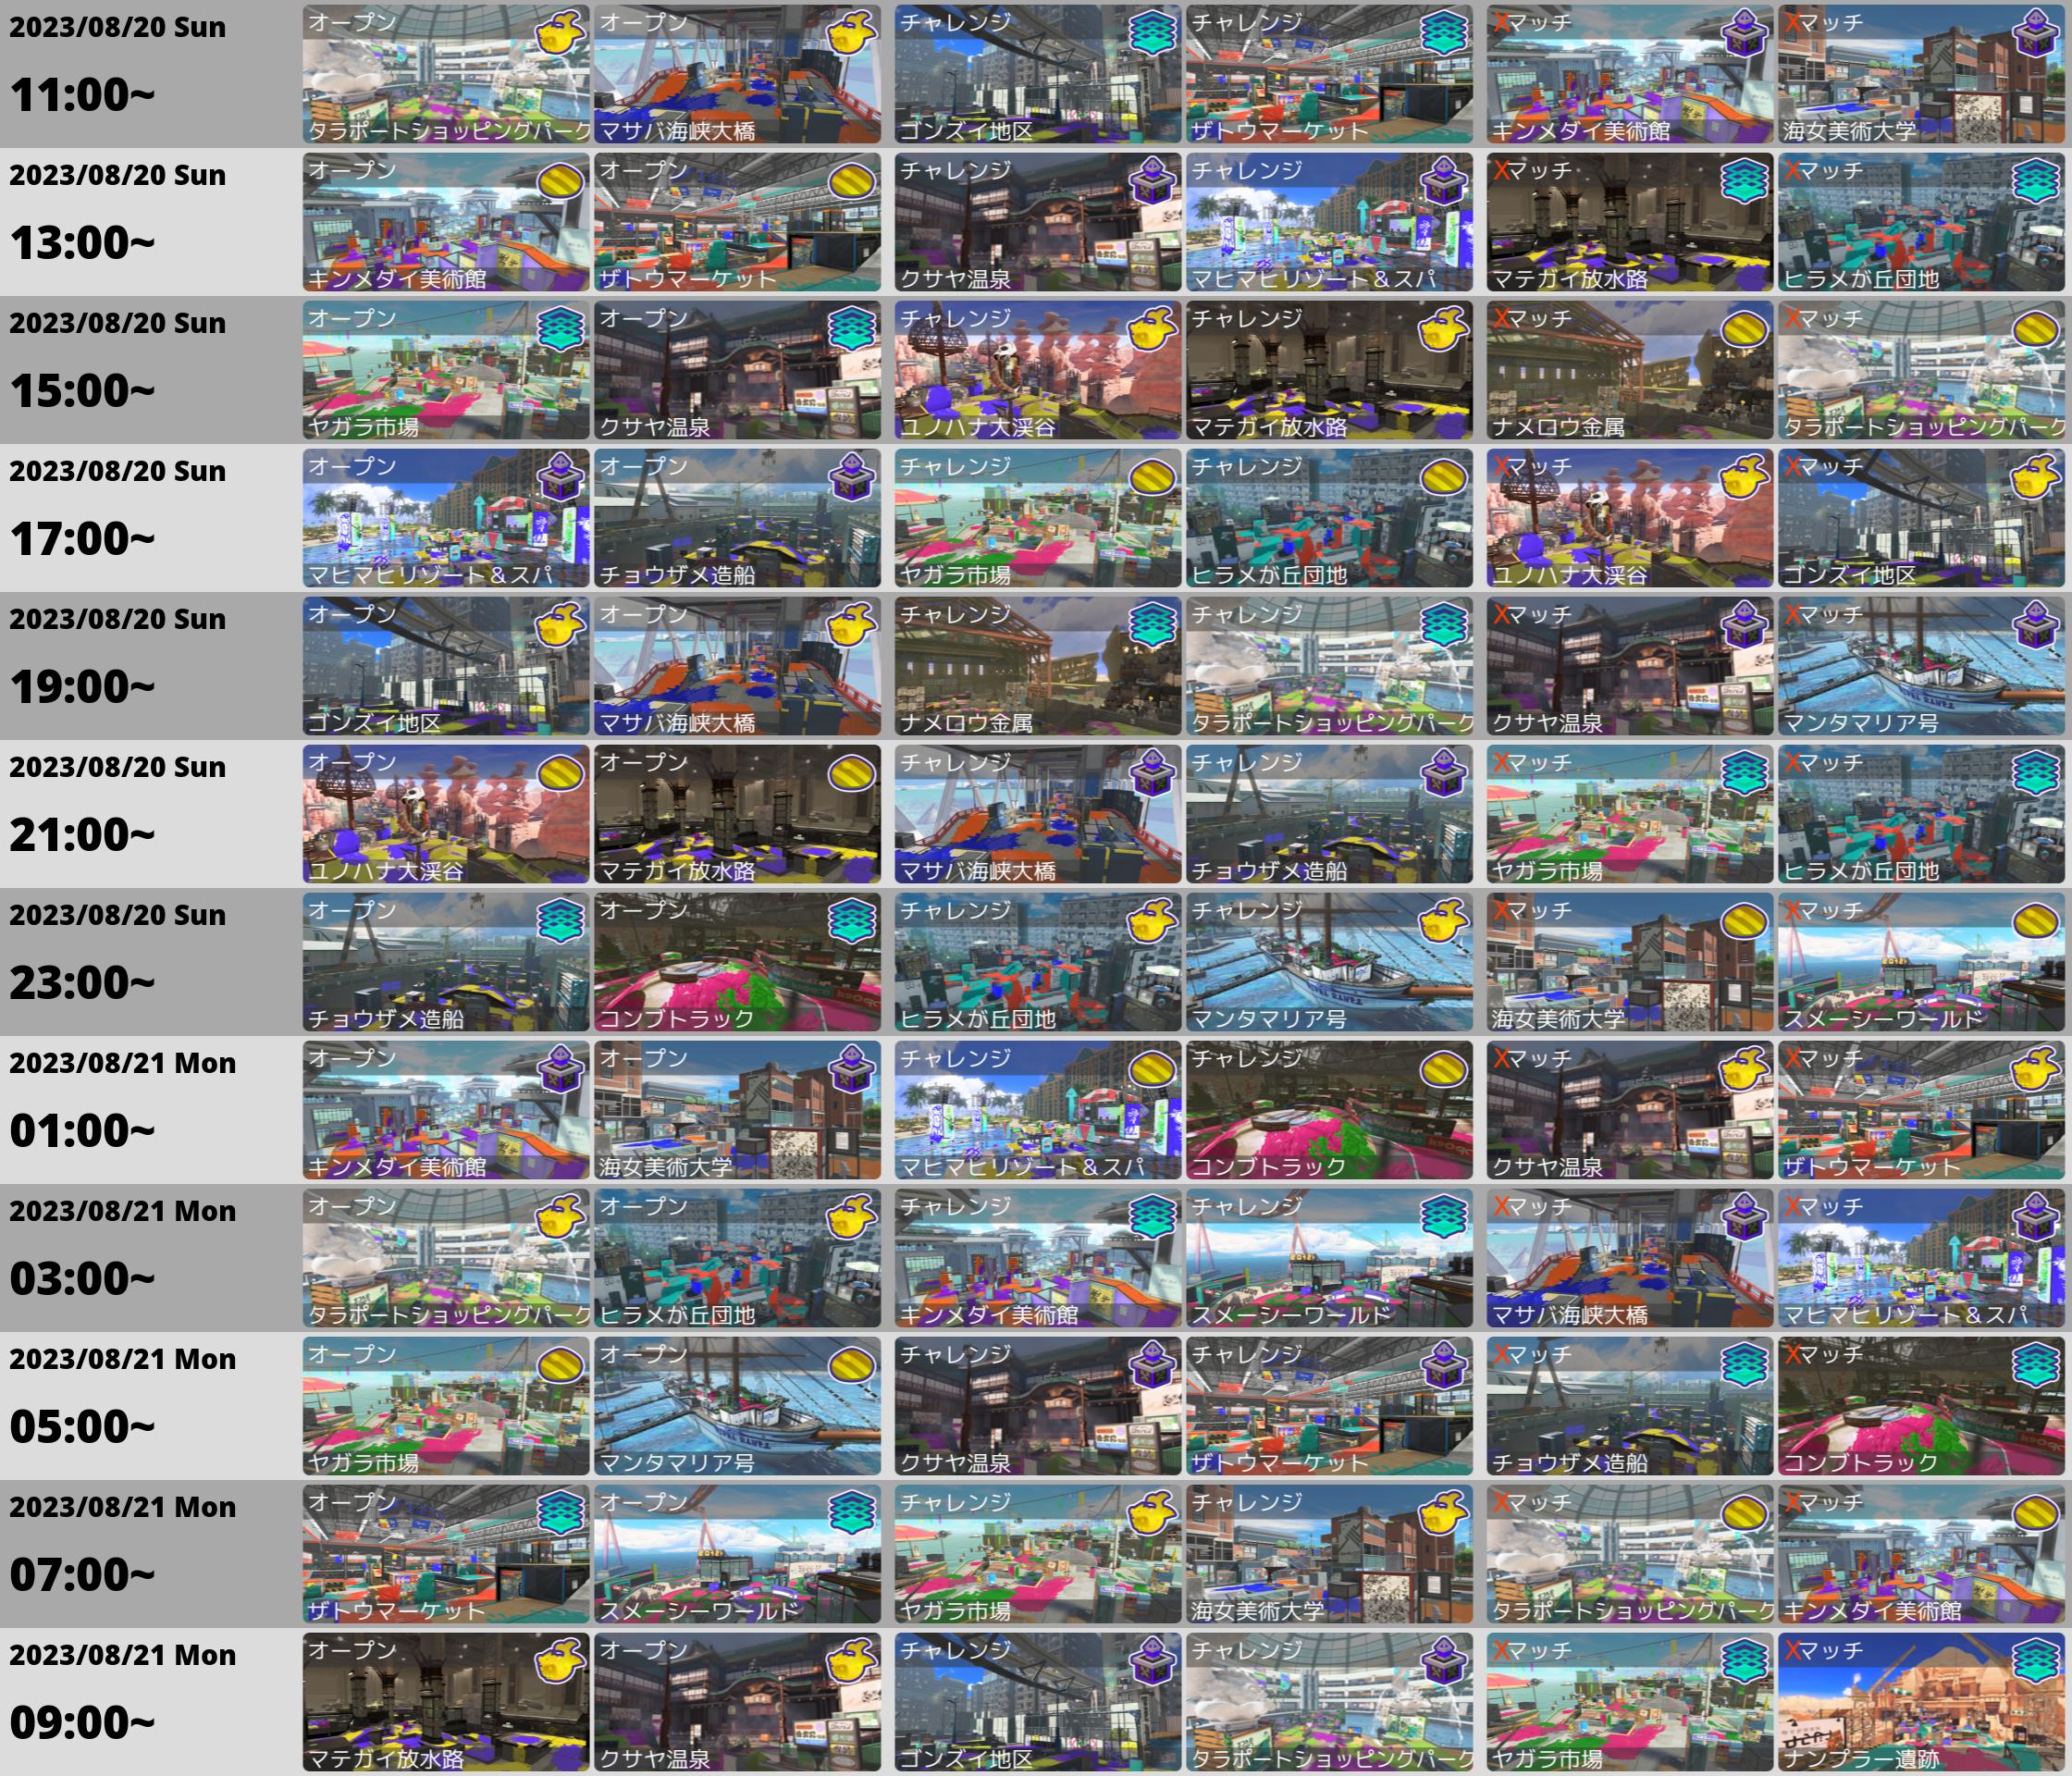 2023/08/20 Sun
11:00~
オープン オープン チャレンジ チャレンジ Xマッチ Xマッチ
タラポートショッピングパーク マサバ海峡大橋 ゴンズイ地区 ザトウマーケット キンメダイ美術館 海女美術大学
2023/08/20 Sun
13:00~
オープン オープン チャレンジ チャレンジ Xマッチ Xマッチ
キンメダイ美術館 ザトウマーケット クサヤ温泉 マヒマヒリゾート&スパ マテガイ放水路 ヒラメが丘団地
2023/08/20 Sun
15:00~
オープン オープン チャレンジ チャレンジ Xマッチ Xマッチ
ヤガラ市場 クサヤ温泉 ユノハナ大渓谷 マテガイ放水路 ナメロウ金属 タラポートショッピングパーク
2023/08/20 Sun
17:00~
オープン オープン チャレンジ チャレンジ Xマッチ Xマッチ
マヒマヒリゾート&スパ チョウザメ造船 ヤガラ市場 ヒラメが丘団地 ユノハナ大渓谷 ゴンズイ地区
2023/08/20 Sun
19:00~
オープン オープン チャレンジ チャレンジ Xマッチ Xマッチ
ゴンズイ地区 マサバ海峡大橋 ナメロウ金属 タラポートショッピングパーク クサヤ温泉 マンタマリア号
2023/08/20 Sun
21:00~
オープン オープン チャレンジ チャレンジ Xマッチ Xマッチ
ユノハナ大渓谷 マテガイ放水路 マサバ海峡大橋 チョウザメ造船 ヤガラ市場 ヒラメが丘団地
2023/08/20 Sun
23:00~
オープン オープン チャレンジ チャレンジ Xマッチ Xマッチ
チョウザメ造船 コンブトラック ヒラメが丘団地 マンタマリア号 海女美術大学 スメーシーワールド
2023/08/21 Mon
01:00~
オープン オープン チャレンジ チャレンジ Xマッチ Xマッチ
キンメダイ美術館 海女美術大学 マヒマヒリゾート&スパ コンブトラック クサヤ温泉 ザトウマーケット
2023/08/21 Mon
03:00~
オープン オープン チャレンジ チャレンジ Xマッチ Xマッチ
タラポートショッピングパーク ヒラメが丘団地 キンメダイ美術館 スメーシーワールド マサバ海峡大橋 マヒマヒリゾート&スパ
2023/08/21 Mon
05:00~
オープン オープン チャレンジ チャレンジ Xマッチ Xマッチ
ヤガラ市場 マンタマリア号 クサヤ温泉 ザトウマーケット チョウザメ造船 コンブトラック
2023/08/21 Mon
07:00~
オープン オープン チャレンジ チャレンジ Xマッチ Xマッチ
ザトウマーケット スメーシーワールド ヤガラ市場 海女美術大学 タラポートショッピングパーク キンメダイ美術館
2023/08/21 Mon
09:00~
オープン オープン チャレンジ チャレンジ Xマッチ Xマッチ
マテガイ放水路 クサヤ温泉 ゴンズイ地区 タラポートショッピングパーク ヤガラ市場 ナンプラー遺跡